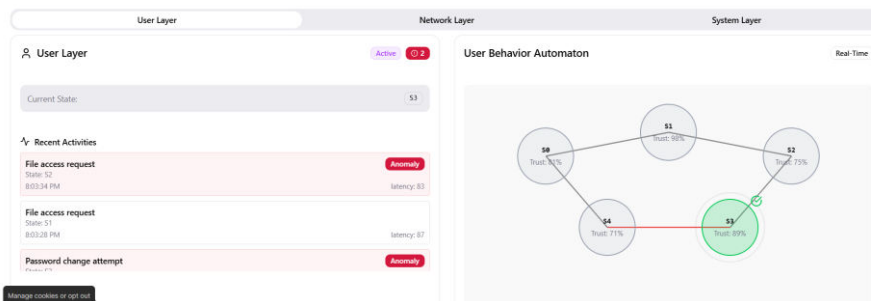 User Layer
Network Layer
System Layer
User Layer
Active
2
Current State:
S3
Recent Activities
File access request
Anomaly
State: S2
8:03:34 PM
latency: 83
File access request
State: S1
8:03:28 PM
latency: 87
Password change attempt
Anomaly
Manage cookies or opt out
User Behavior Automaton
Real-Time
S1
Trust: 98%
S0
Trust: 81%
S2
Trust: 75%
S4
Trust: 71%
S3
Trust: 89%